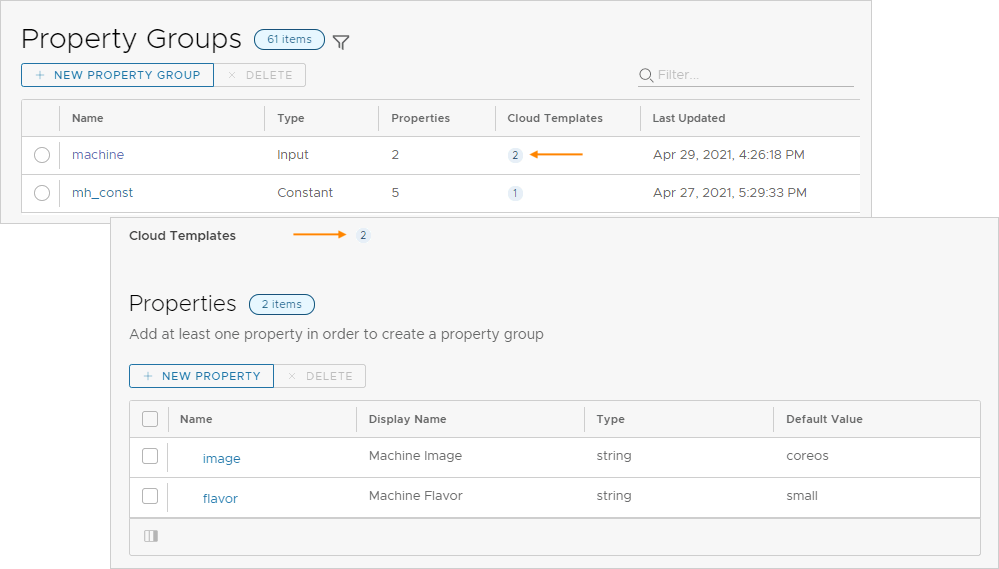 Property Groups 61 items
+ NEW PROPERTY GROUP × DELETE Filter...
Name Type Properties Cloud Templates Last Updated
machine Input 2 2 Apr 29, 2021, 4:26:18 PM
mh_const Constant 5 1 Apr 27, 2021, 5:29:33 PM
Cloud Templates 2
Properties 2 items
Add at least one property in order to create a property group
+ NEW PROPERTY × DELETE
Name Display Name Type Default Value
image Machine Image string coreos
flavor Machine Flavor string small